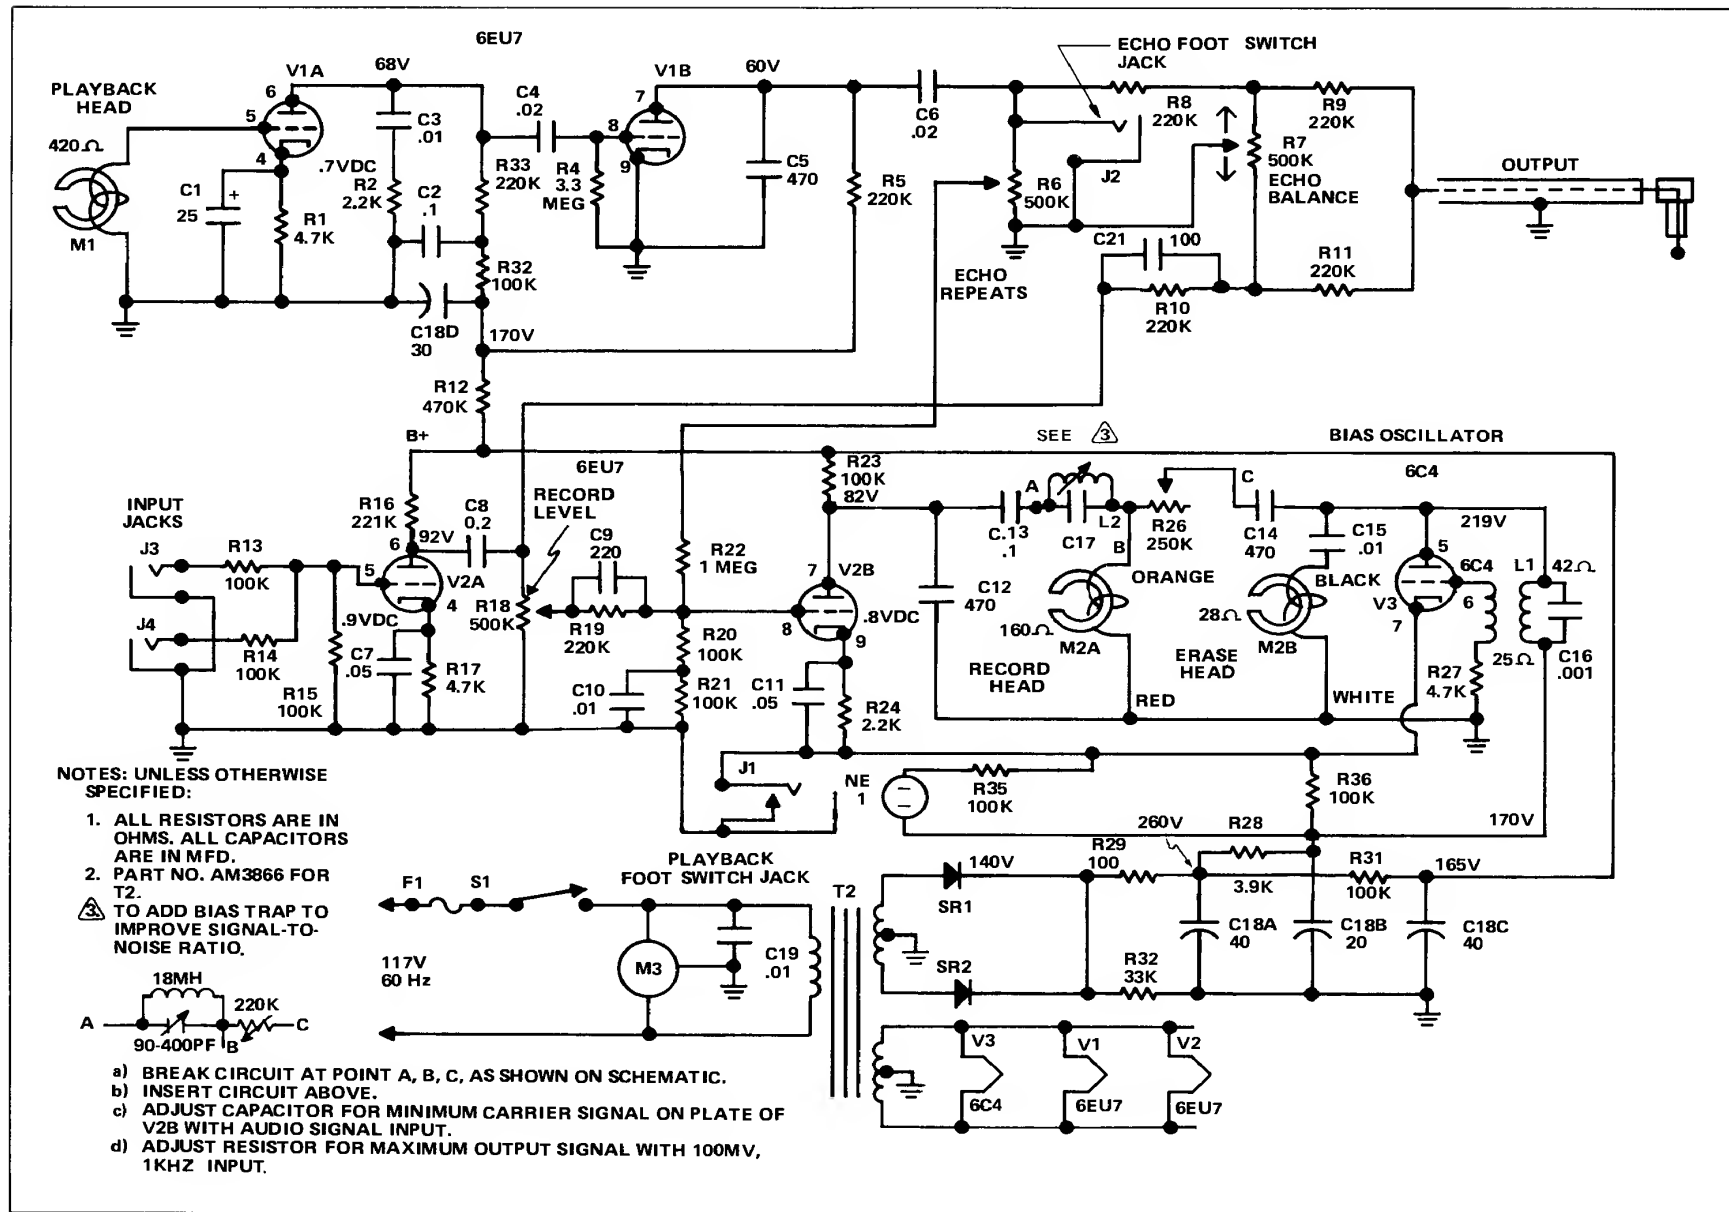 6EU7
PLAYBACK
HEAD
420Ω
M1
V1A
6
5
4
C1
25
+
R1
4.7K
68V
C3
.01
.7VDC
R2
2.2K
C2
.1
R33
220K
R32
100K
C18D
30
170V
C4
.02
R4
3.3
MEG
V1B
7
8
9
60V
C5
470
R5
220K
C6
.02
ECHO FOOT SWITCH
JACK
R6
500K
J2
R8
220K
R7
500K
ECHO
BALANCE
R9
220K
R11
220K
OUTPUT
C21
100
R10
220K
ECHO
REPEATS
R12
470K
B+
6EU7
RECORD
LEVEL
INPUT
JACKS
J3
J4
R13
100K
R14
100K
R15
100K
R16
221K
92V
C8
0.2
6
5
V2A
4
.9VDC
C7
.05
R17
4.7K
R18
500K
C9
220
R19
220K
R22
1 MEG
R20
100K
R21
100K
C10
.01
R23
100K
82V
7
V2B
8
9
.8VDC
C11
.05
R24
2.2K
C12
470
SEE 3
A
C.13
.1
C17
L2
B
R26
250K
C
C14
470
C15
.01
BIAS OSCILLATOR
6C4
219V
5
6C4
6
V3
7
L1
42Ω
25Ω
C16
.001
R27
4.7K
ORANGE
160Ω
M2A
RECORD
HEAD
RED
BLACK
28Ω
M2B
ERASE
HEAD
WHITE
J1
NE
1
R35
100K
R36
100K
170V
260V
R28
3.9K
R29
100
R31
100K
165V
140V
SR1
SR2
R32
33K
C18A
40
C18B
20
C18C
40
PLAYBACK
FOOT SWITCH JACK
F1
S1
117V
60 Hz
M3
C19
.01
T2
V3
6C4
V1
6EU7
V2
6EU7
NOTES: UNLESS OTHERWISE
SPECIFIED:
1. ALL RESISTORS ARE IN
OHMS. ALL CAPACITORS
ARE IN MFD.
2. PART NO. AM3866 FOR
T2.
3. TO ADD BIAS TRAP TO
IMPROVE SIGNAL-TO-
NOISE RATIO.
18MH
220K
A
C
90-400PF
B
a) BREAK CIRCUIT AT POINT A, B, C, AS SHOWN ON SCHEMATIC.
b) INSERT CIRCUIT ABOVE.
c) ADJUST CAPACITOR FOR MINIMUM CARRIER SIGNAL ON PLATE OF
V2B WITH AUDIO SIGNAL INPUT.
d) ADJUST RESISTOR FOR MAXIMUM OUTPUT SIGNAL WITH 100MV,
1KHZ INPUT.